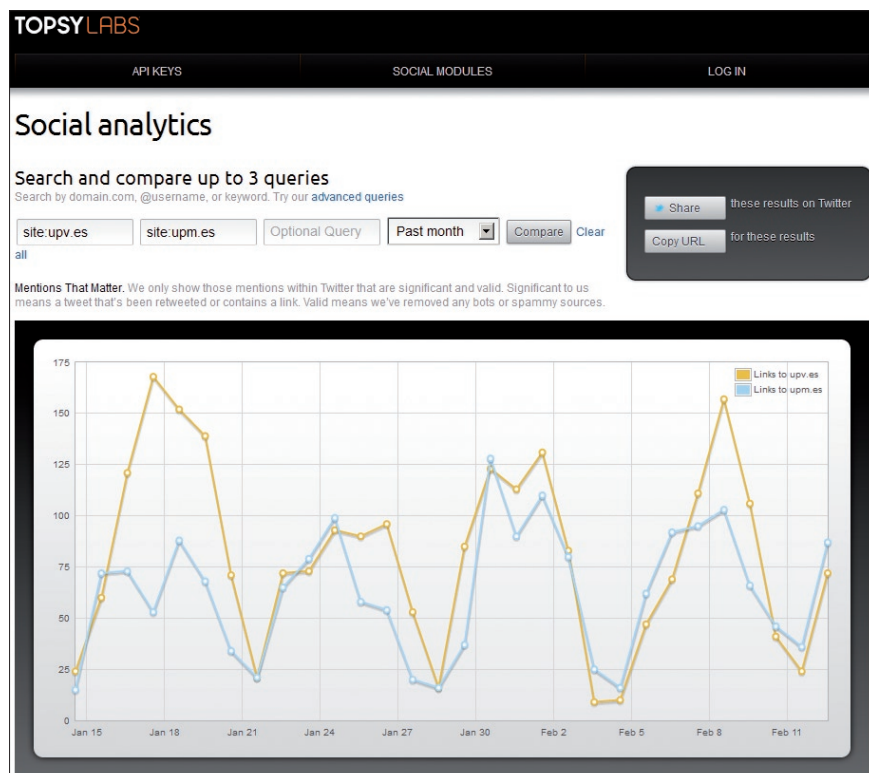 TOPSYLABS
API KEYS SOCIAL MODULES LOG IN
Social analytics
Search and compare up to 3 queries
Search by domain.com, @username, or keyword. Try our advanced queries
site:upv.es site:upm.es Optional Query Past month Compare Clear
all
Share these results on Twitter
Copy URL for these results
Mentions That Matter. We only show those mentions within Twitter that are significant and valid. Significant to us
means a tweet that's been retweeted or contains a link. Valid means we've removed any bots or spammy sources.
175
150
125
100
75
50
25
0
Links to upv.es
Links to upm.es
Jan 15 Jan 18 Jan 21 Jan 24 Jan 27 Jan 30 Feb 2 Feb 5 Feb 8 Feb 11